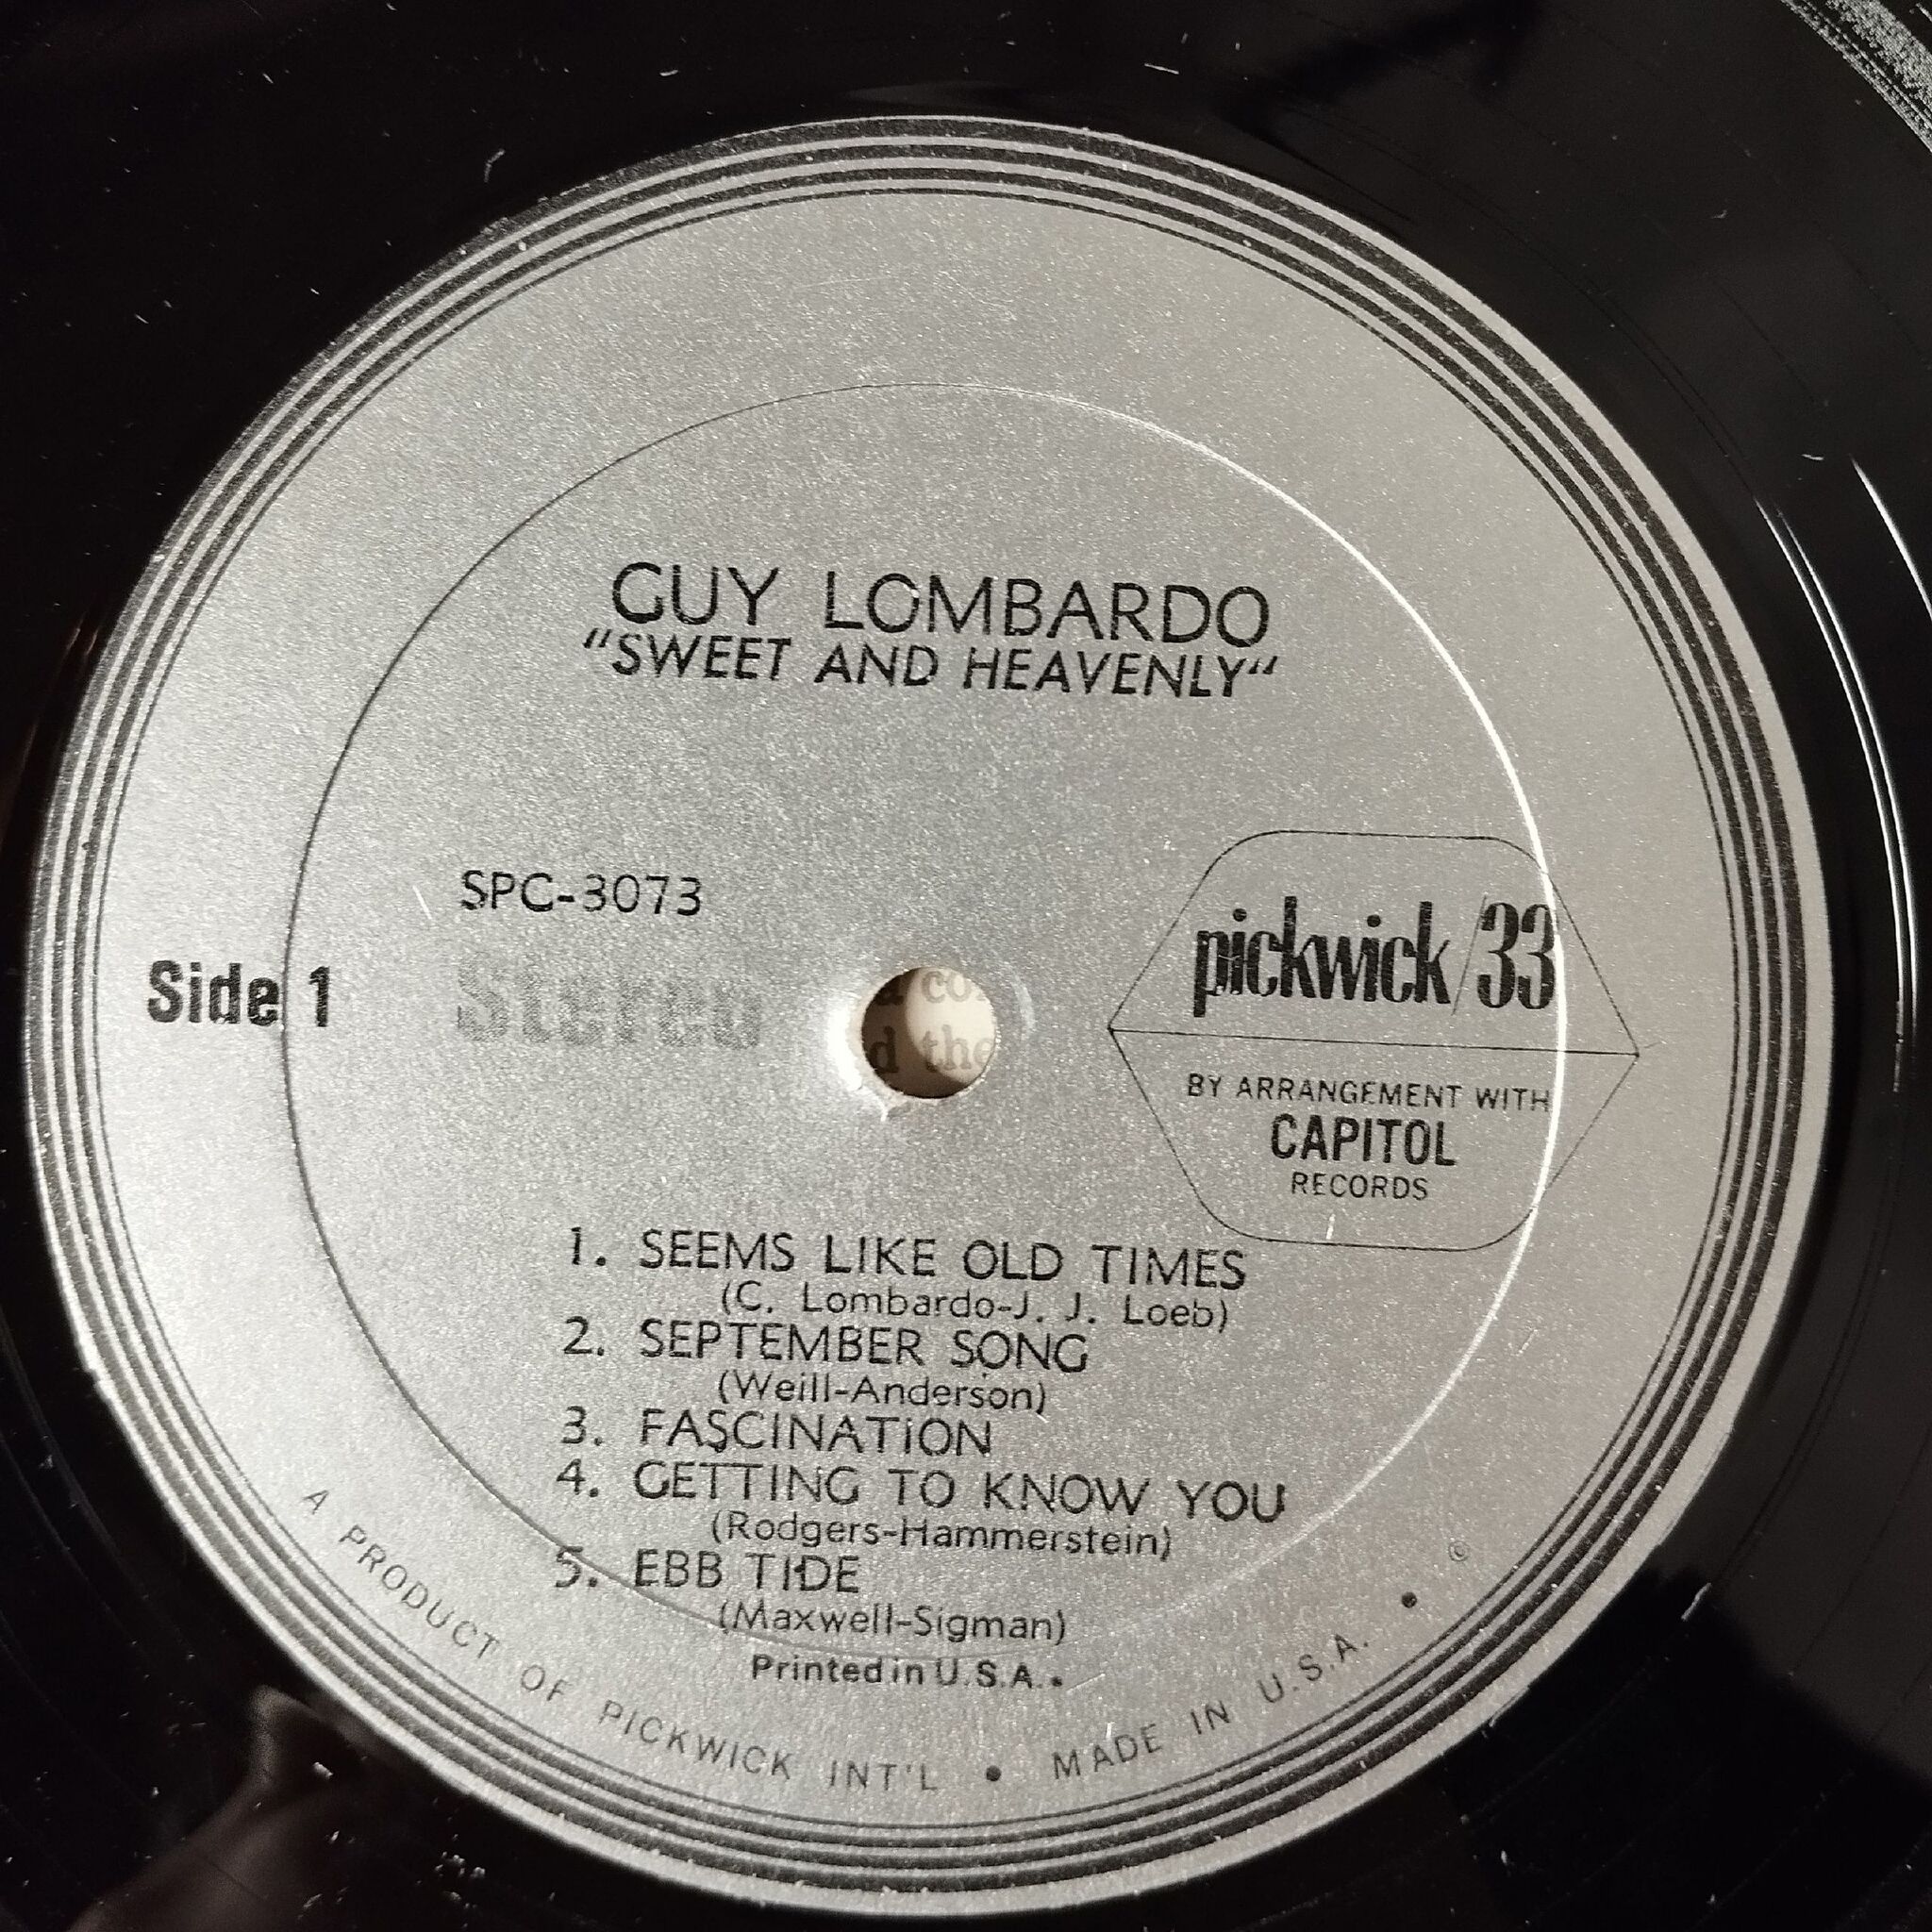 GUY LOMBARDO
"SWEET AND HEAVENLY"
SPC-3073
Side 1
Stereo
co
d the
pickwick/33
BY ARRANGEMENT WITH
CAPITOL
RECORDS
1. SEEMS LIKE OLD TIMES
(C. Lombardo-J. J. Loeb)
2. SEPTEMBER SONG
(Weill-Anderson)
3. FASCINATION
4. GETTING TO KNOW YOU
(Rodgers-Hammerstein)
5. EBB TIDE
(Maxwell-Sigman)
Printed in U.S.A. •
A PRODUCT OF PICKWICK INT'L • MADE IN U.S.A. • ©